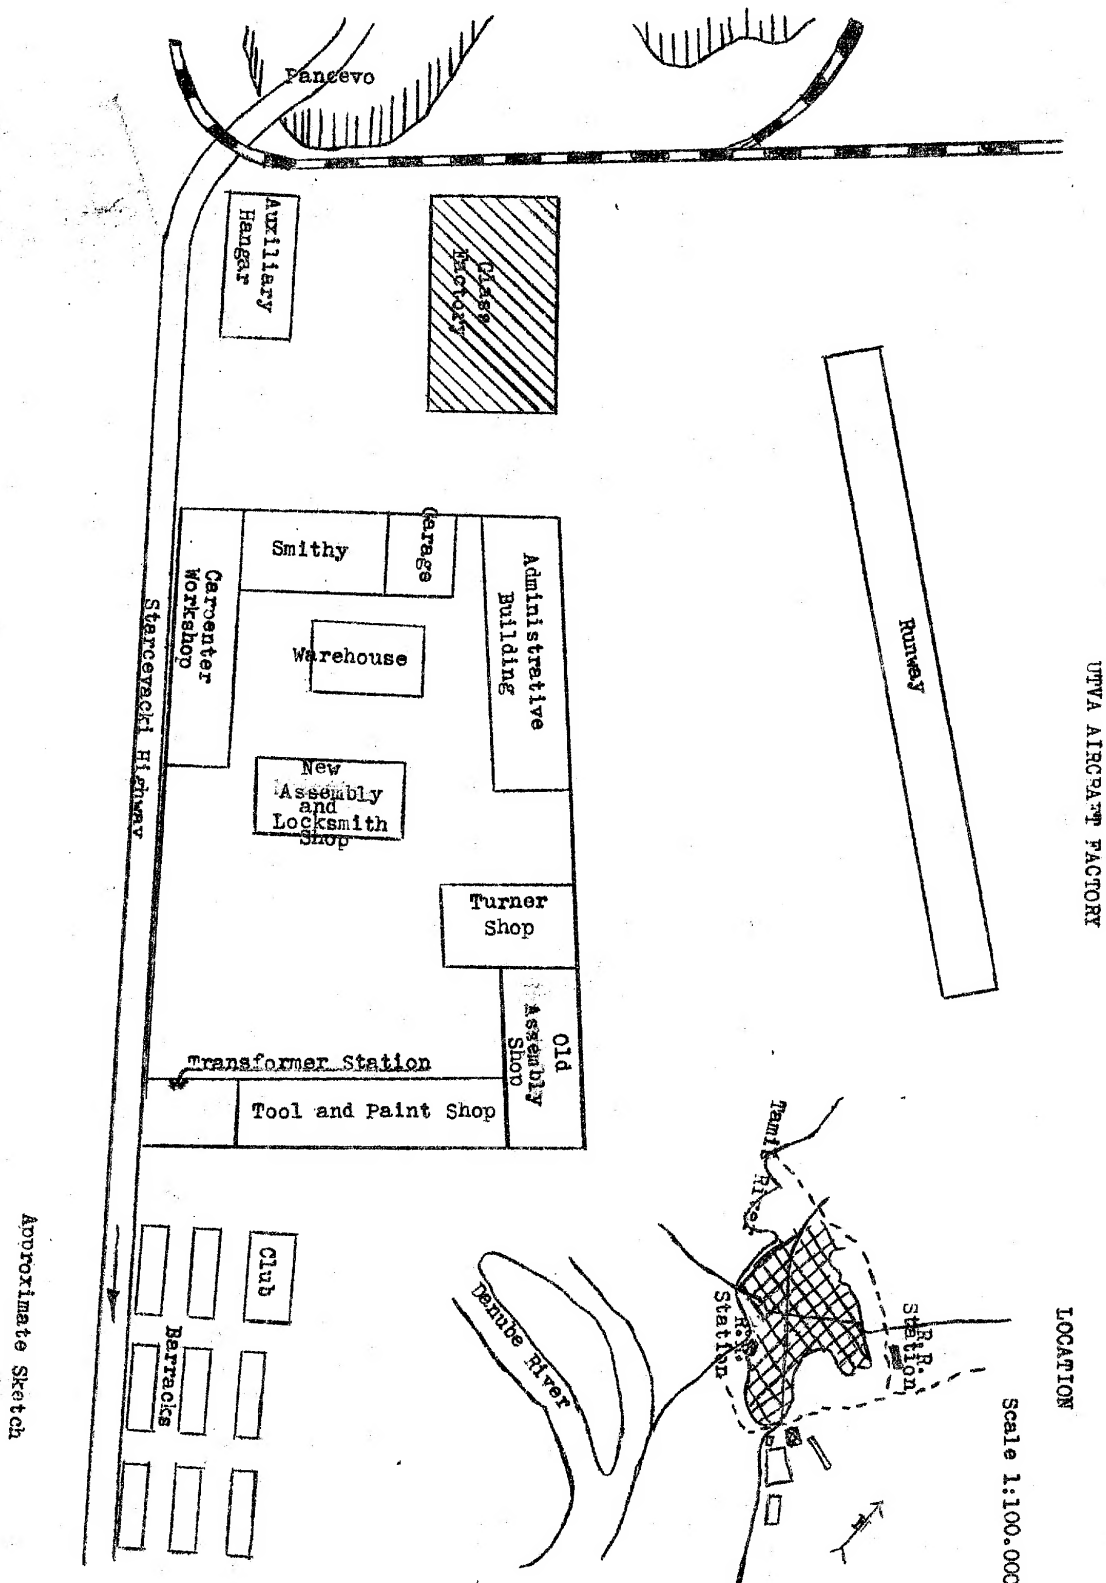 UTVA AIRCRAFT FACTORY
Pancevo
Auxiliary
Hangar
Glass
Factory
Runway
Starcevacki Highway
Carpenter
Workshop
Smithy
Garage
Administrative
Building
Warehouse
New
Assembly
and
Locksmith
Shop
Turner
Shop
Old
Assembly
Shop
Transformer Station
Tool and Paint Shop
Club
Barracks
Approximate Sketch
LOCATION
Scale 1:100.000
Tamis River
R.R.
Station
R.R.
Station
Danube River